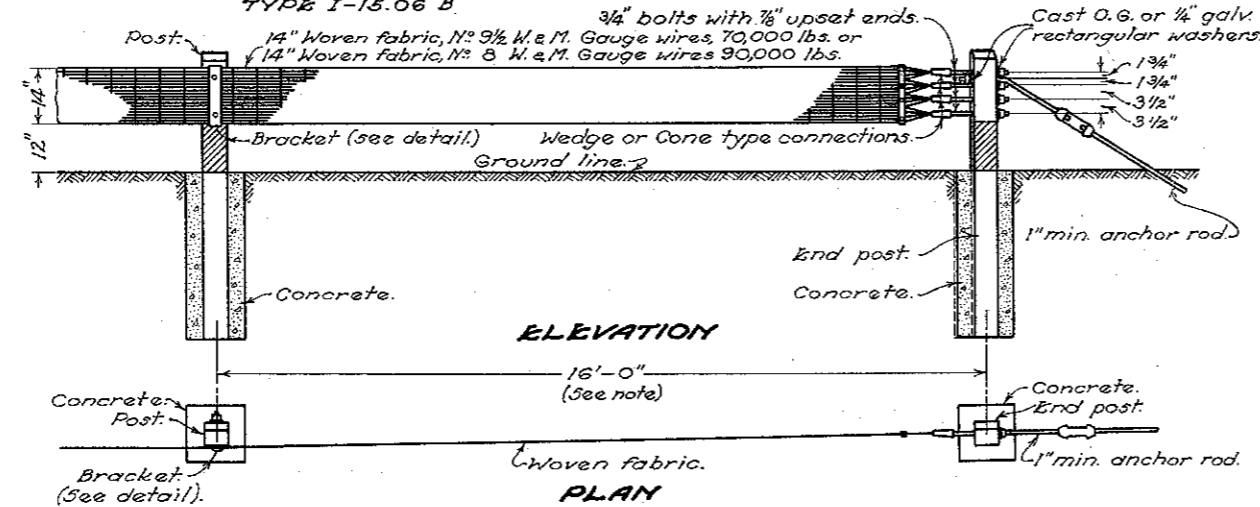 TYPE I-15.06 B
Post.
14" Woven fabric, Nº 9½ W.&M. Gauge wires, 70,000 lbs. or
14" Woven fabric, Nº 8 W.&M. Gauge wires 90,000 lbs.
3/4" bolts with 7/8" upset ends.
Cast O.G. or 1/4" galv.
rectangular washers.
1 3/4"
1 3/4"
3 1/2"
3 1/2"
14"
12"
Bracket (see detail.)
Wedge or Cone type connections.
Ground line.
1" min. anchor rod.
End post.
Concrete.
Concrete.
ELEVATION
16'-0"
(See note)
Concrete.
Post.
Bracket.
(See detail).
Woven fabric.
Concrete.
End post.
1" min. anchor rod.
PLAN